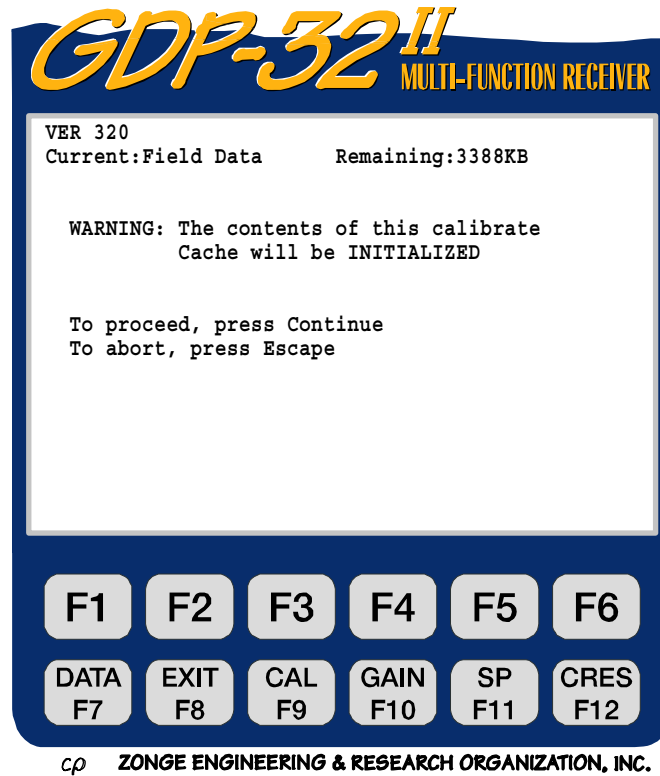 GDP-32 II
MULTI-FUNCTION RECEIVER
VER 320
Current:Field Data Remaining:3388KB
WARNING: The contents of this calibrate
Cache will be INITIALIZED
To proceed, press Continue
To abort, press Escape
F1 F2 F3 F4 F5 F6
DATA EXIT CAL GAIN SP CRES
F7 F8 F9 F10 F11 F12
cp ZONGE ENGINEERING & RESEARCH ORGANIZATION, INC.